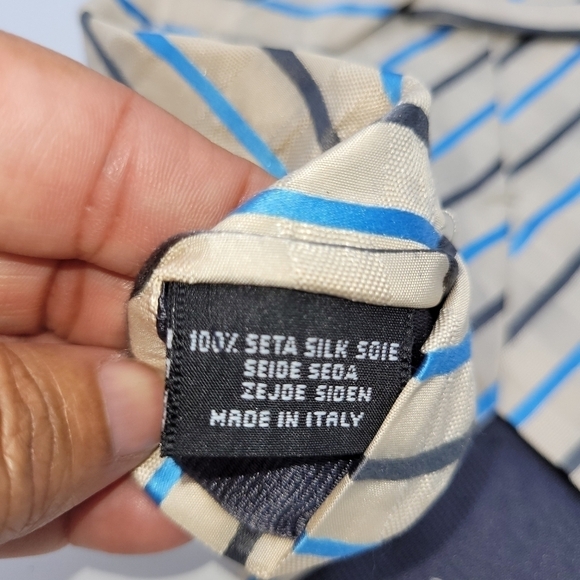 100% SETA SILK SOIE
SEIDE SEDA
ZEJDE SIDEN
MADE IN ITALY